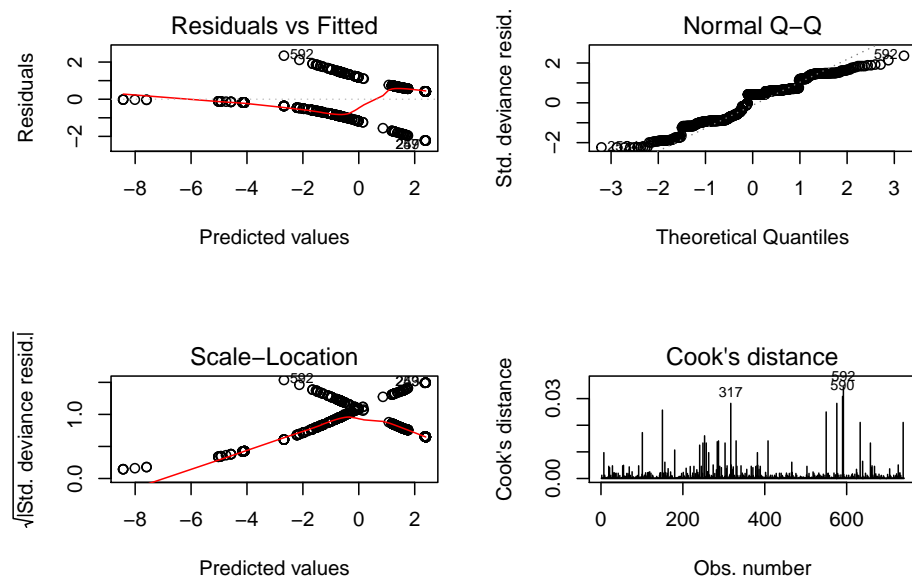 Residuals vs Fitted
Residuals
2
0
−2
592
−8 −6 −4 −2 0 2
Predicted values
Normal Q−Q
Std. deviance resid.
2
0
−2
592
−3 −2 −1 0 1 2 3
Theoretical Quantiles
Scale−Location
√|Std. deviance resid.|
1.0
0.0
592
−8 −6 −4 −2 0 2
Predicted values
Cook's distance
Cook's distance
0.03
0.00
592
590
317
0 200 400 600
Obs. number